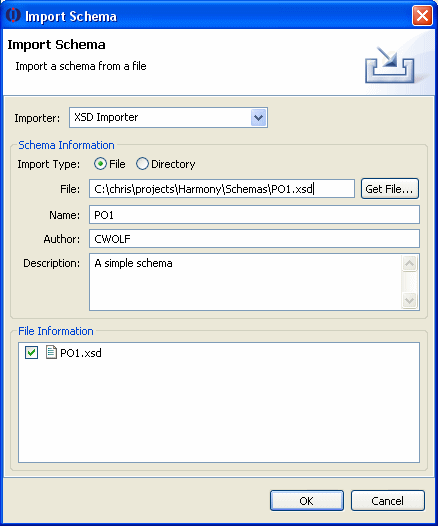 Import Schema
Import Schema
Import a schema from a file
Importer: XSD Importer
Schema Information
Import Type: File Directory
File: C:\chris\projects\Harmony\Schemas\PO1.xsd Get File...
Name: PO1
Author: CWOLF
Description: A simple schema
File Information
PO1.xsd
OK Cancel